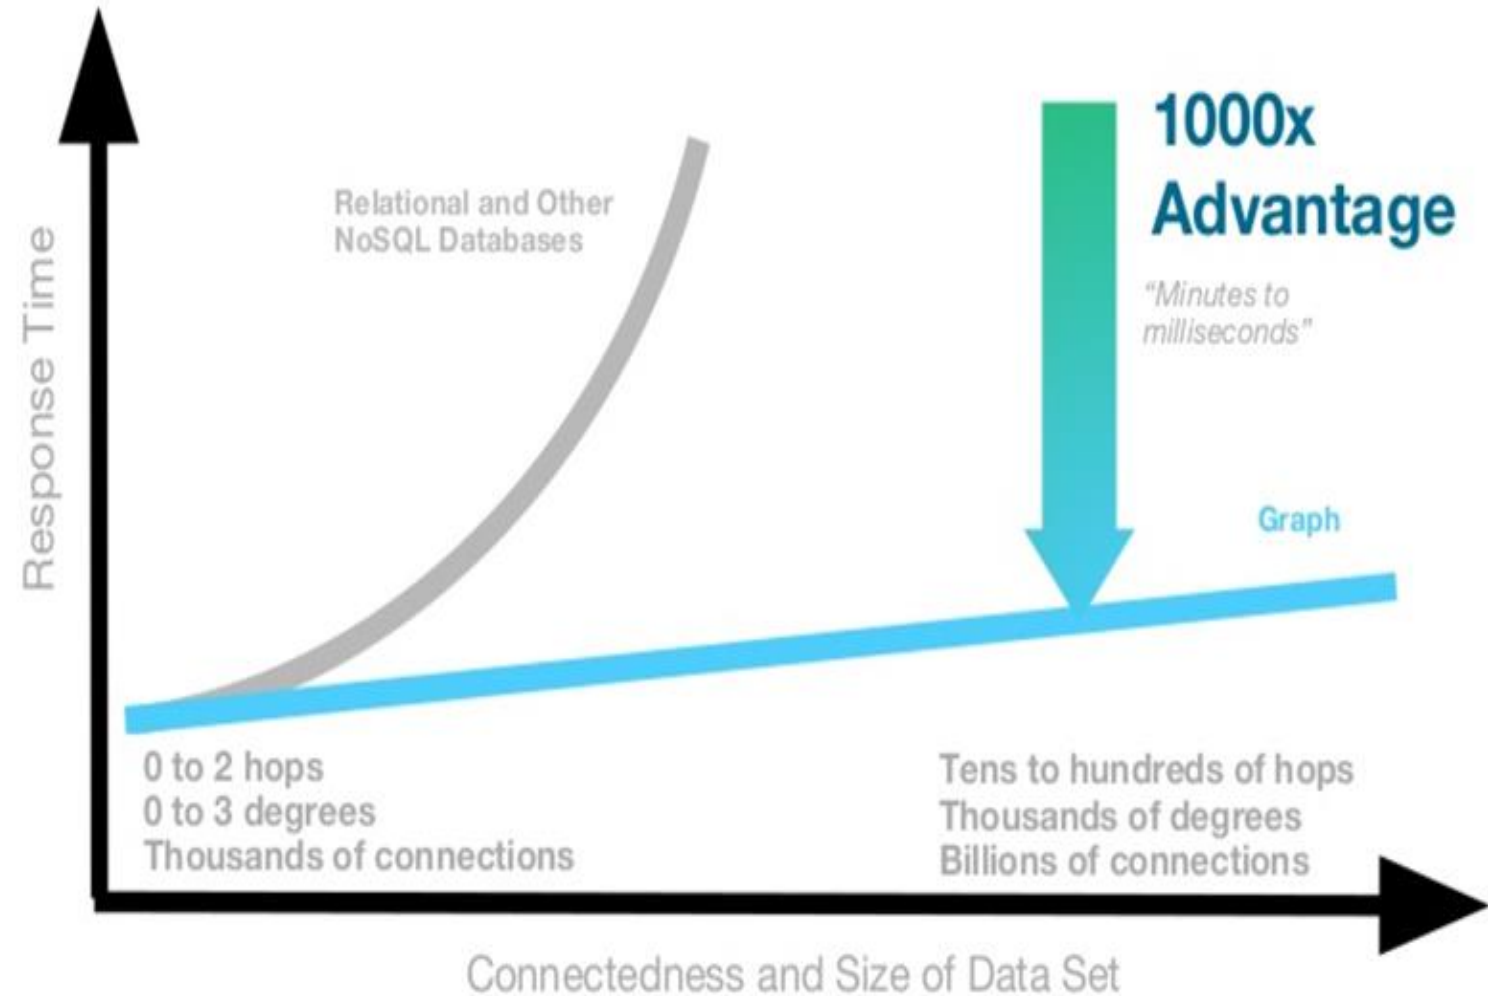 Response Time
Relational and Other
NoSQL Databases
1000x
Advantage
“Minutes to
milliseconds”
Graph
0 to 2 hops
0 to 3 degrees
Thousands of connections
Tens to hundreds of hops
Thousands of degrees
Billions of connections
Connectedness and Size of Data Set